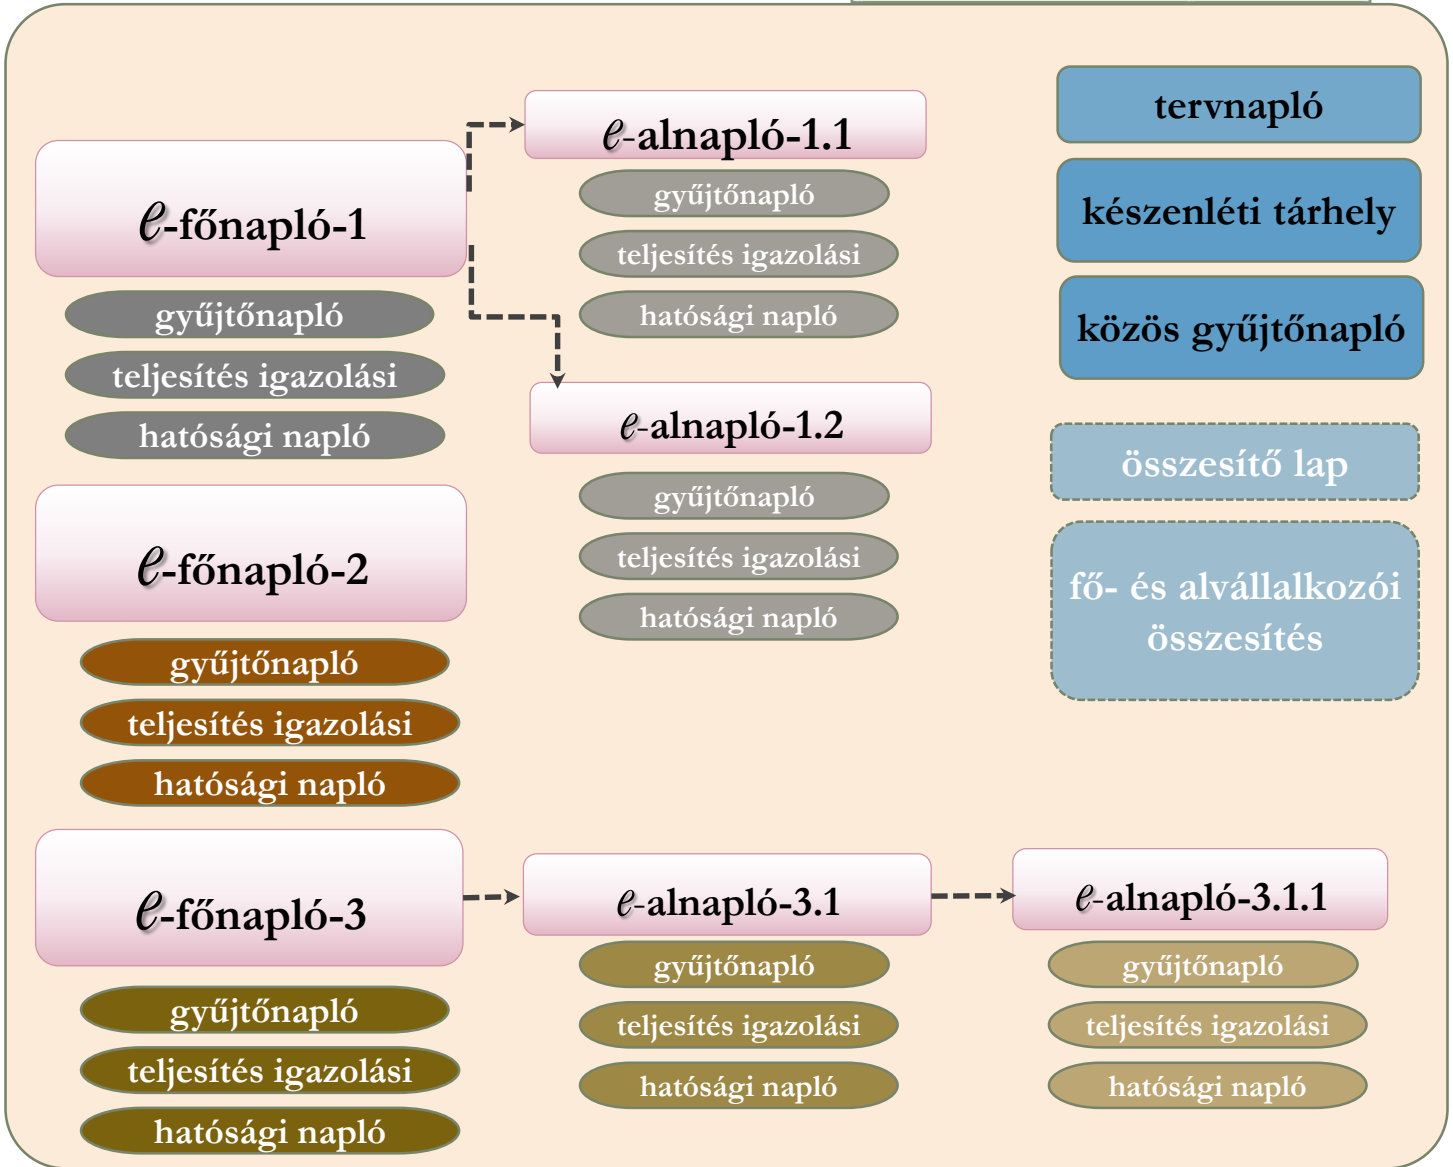 e-főnapló-1
gyűjtőnapló
teljesítés igazolási
hatósági napló
e-alnapló-1.1
gyűjtőnapló
teljesítés igazolási
hatósági napló
e-alnapló-1.2
gyűjtőnapló
teljesítés igazolási
hatósági napló
tervnapló
készenléti tárhely
közös gyűjtőnapló
összesítő lap
fő- és alvállalkozói
összesítés
e-főnapló-2
gyűjtőnapló
teljesítés igazolási
hatósági napló
e-főnapló-3
gyűjtőnapló
teljesítés igazolási
hatósági napló
e-alnapló-3.1
gyűjtőnapló
teljesítés igazolási
hatósági napló
e-alnapló-3.1.1
gyűjtőnapló
teljesítés igazolási
hatósági napló